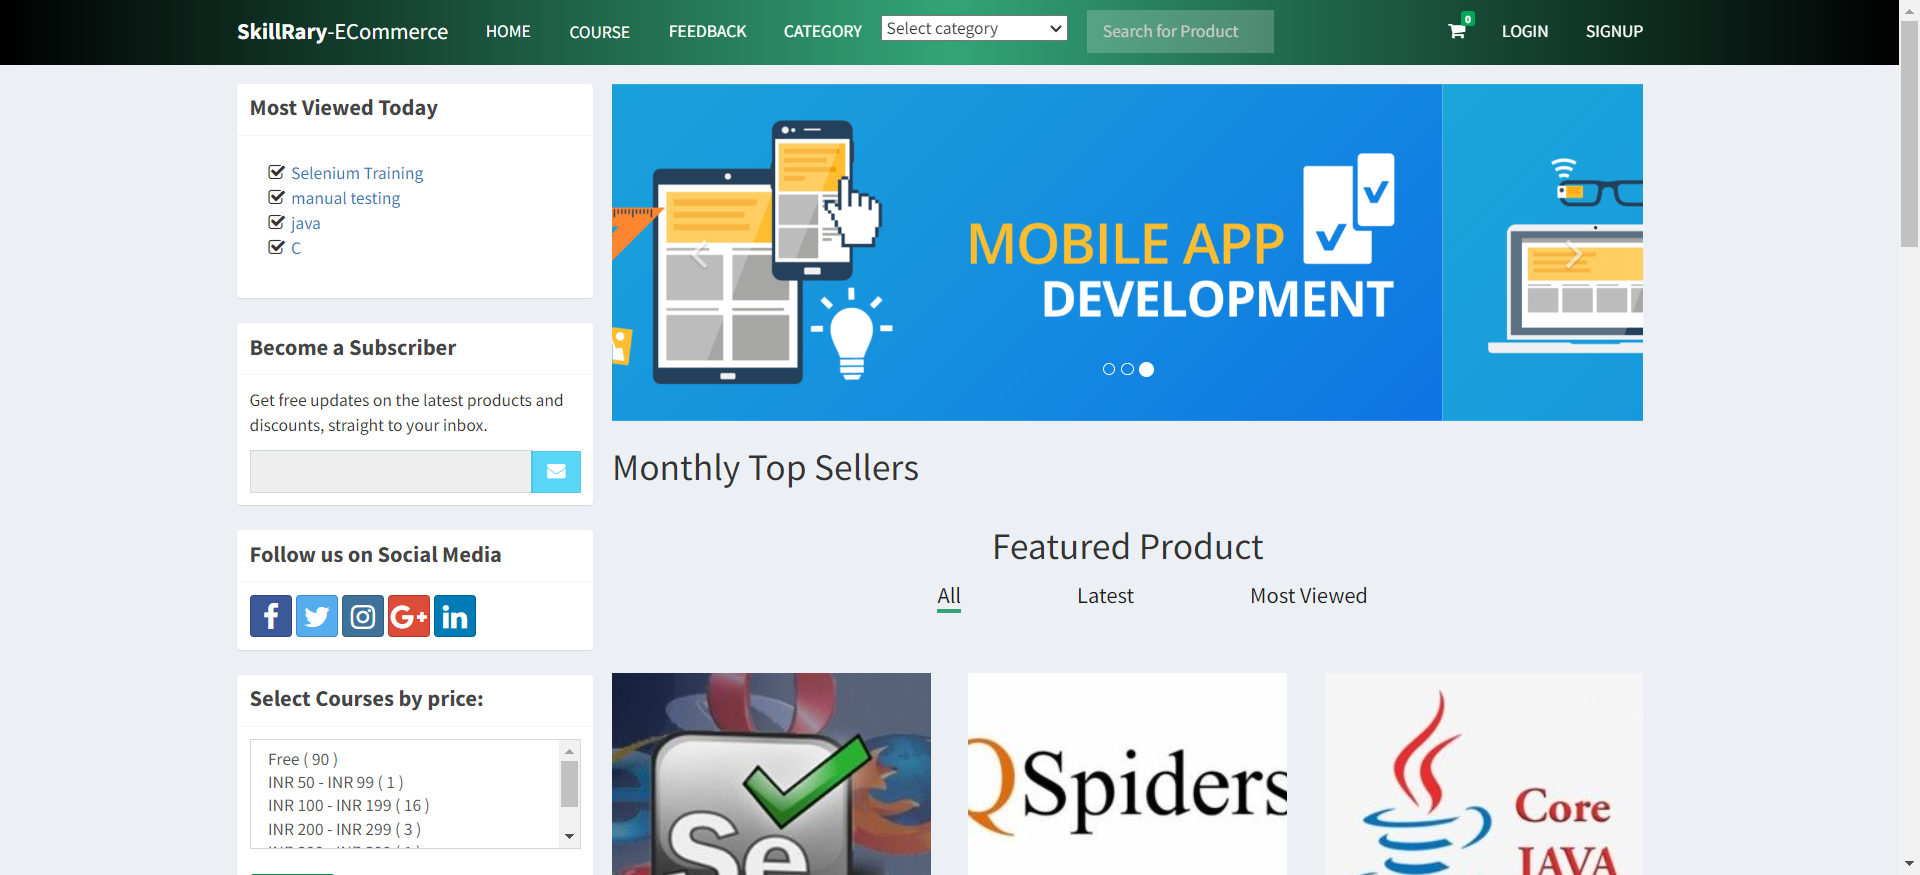 SkillRary-ECommerce HOME COURSE FEEDBACK CATEGORY Select category Search for Product 0 LOGIN SIGNUP
Most Viewed Today
Selenium Training
manual testing
java
C
Become a Subscriber
Get free updates on the latest products and
discounts, straight to your inbox.
Follow us on Social Media
Select Courses by price:
Free ( 90 )
INR 50 - INR 99 ( 1 )
INR 100 - INR 199 ( 16 )
INR 200 - INR 299 ( 3 )
MOBILE APP
DEVELOPMENT
Monthly Top Sellers
Featured Product
All Latest Most Viewed
Se
QSpiders
Core
JAVA